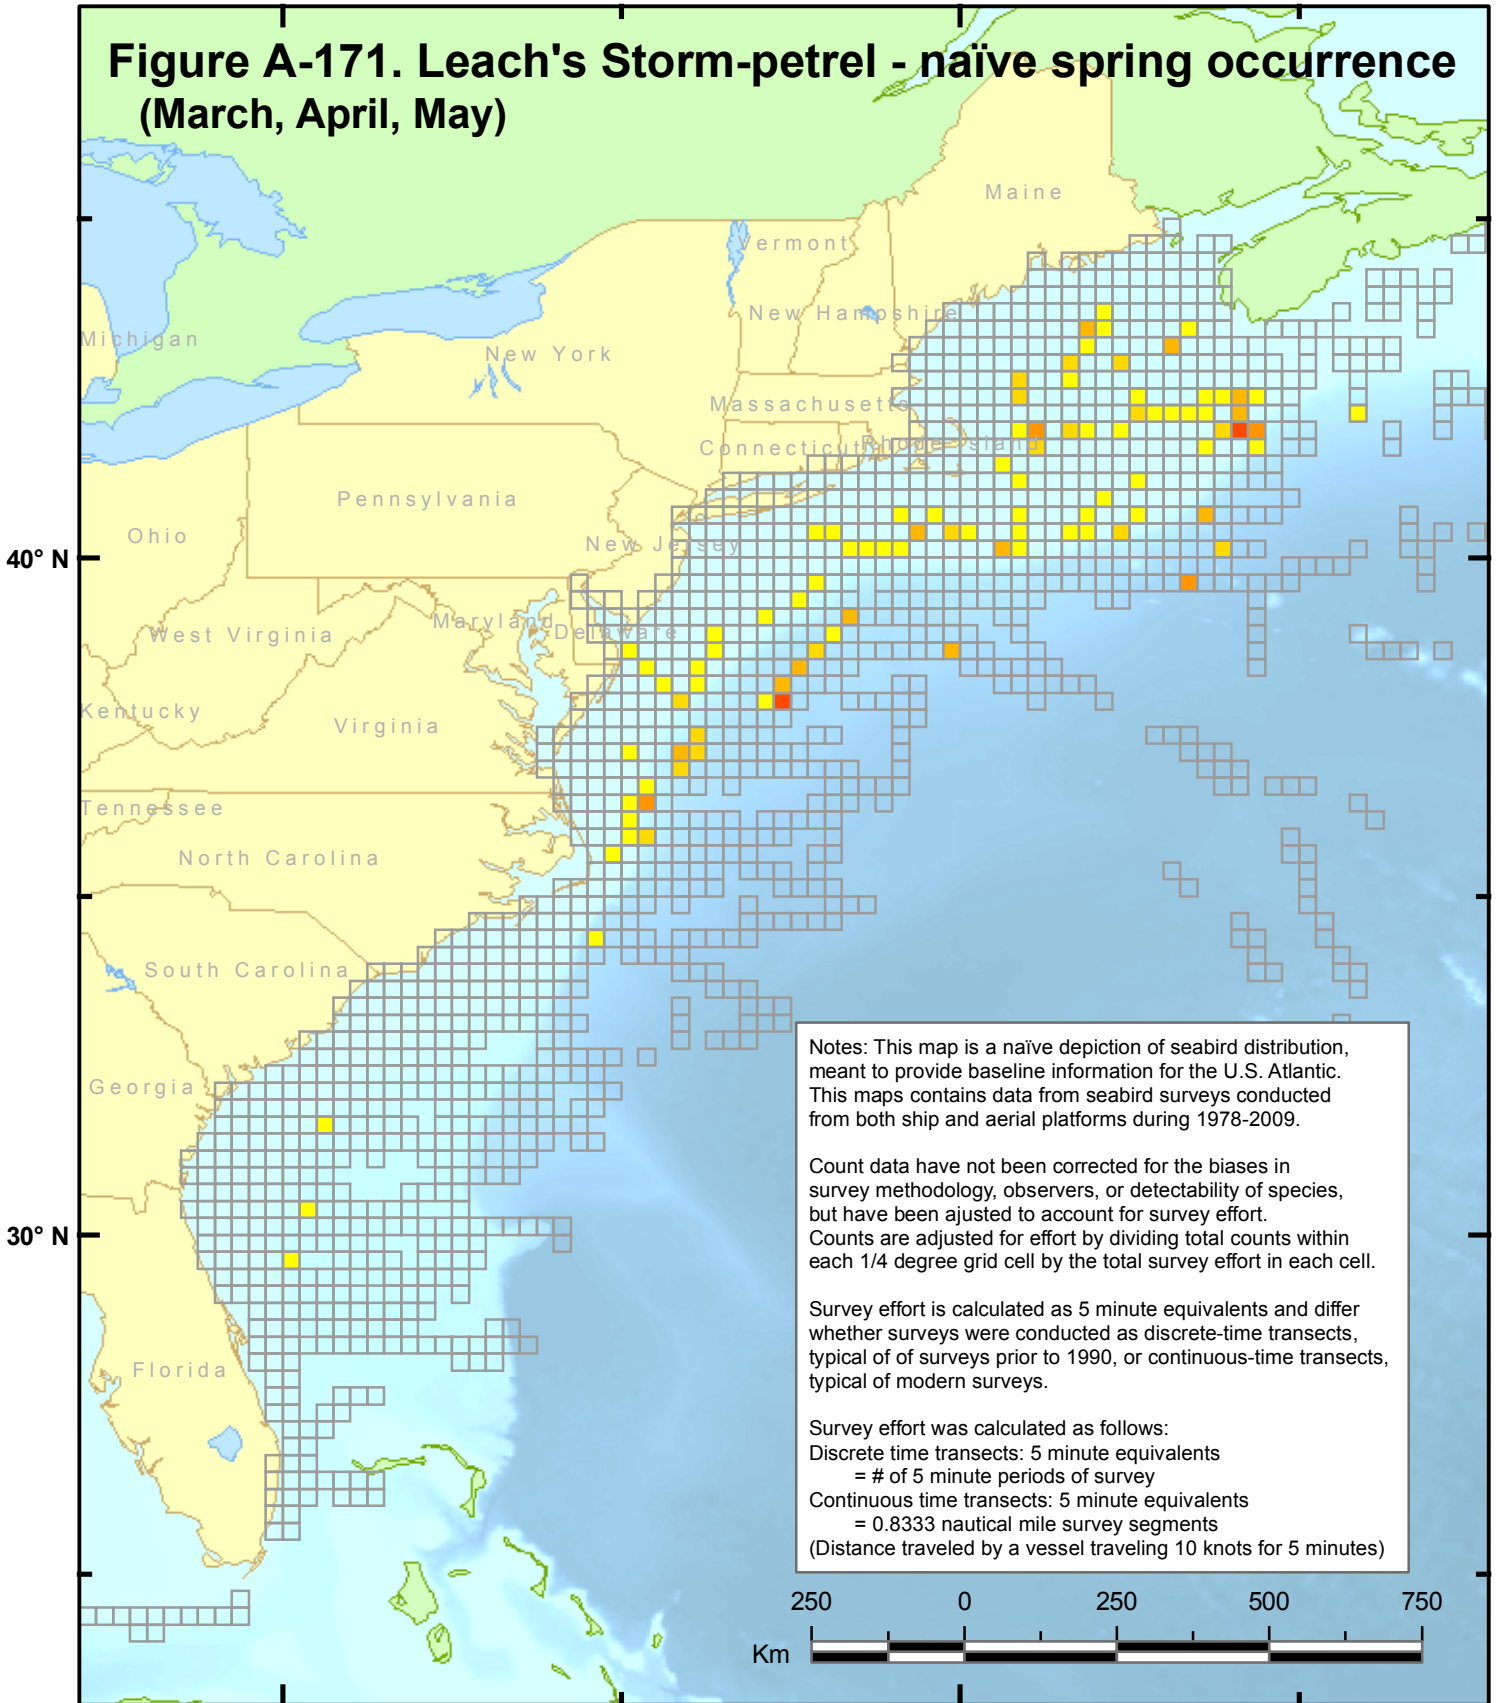 Figure A-171. Leach's Storm-petrel - naïve spring occurrence
(March, April, May)
Maine
Vermont
New Hampshire
Michigan
New York
Massachusetts
Connecticut
Rhode Island
Pennsylvania
Ohio
New Jersey
40° N
Maryland
Delaware
West Virginia
Kentucky
Virginia
Tennessee
North Carolina
South Carolina
Georgia
30° N
Florida
Notes: This map is a naïve depiction of seabird distribution,
meant to provide baseline information for the U.S. Atlantic.
This maps contains data from seabird surveys conducted
from both ship and aerial platforms during 1978-2009.
Count data have not been corrected for the biases in
survey methodology, observers, or detectability of species,
but have been ajusted to account for survey effort.
Counts are adjusted for effort by dividing total counts within
each 1/4 degree grid cell by the total survey effort in each cell.
Survey effort is calculated as 5 minute equivalents and differ
whether surveys were conducted as discrete-time transects,
typical of of surveys prior to 1990, or continuous-time transects,
typical of modern surveys.
Survey effort was calculated as follows:
Discrete time transects: 5 minute equivalents
= # of 5 minute periods of survey
Continuous time transects: 5 minute equivalents
= 0.8333 nautical mile survey segments
(Distance traveled by a vessel traveling 10 knots for 5 minutes)
250 0 250 500 750
Km